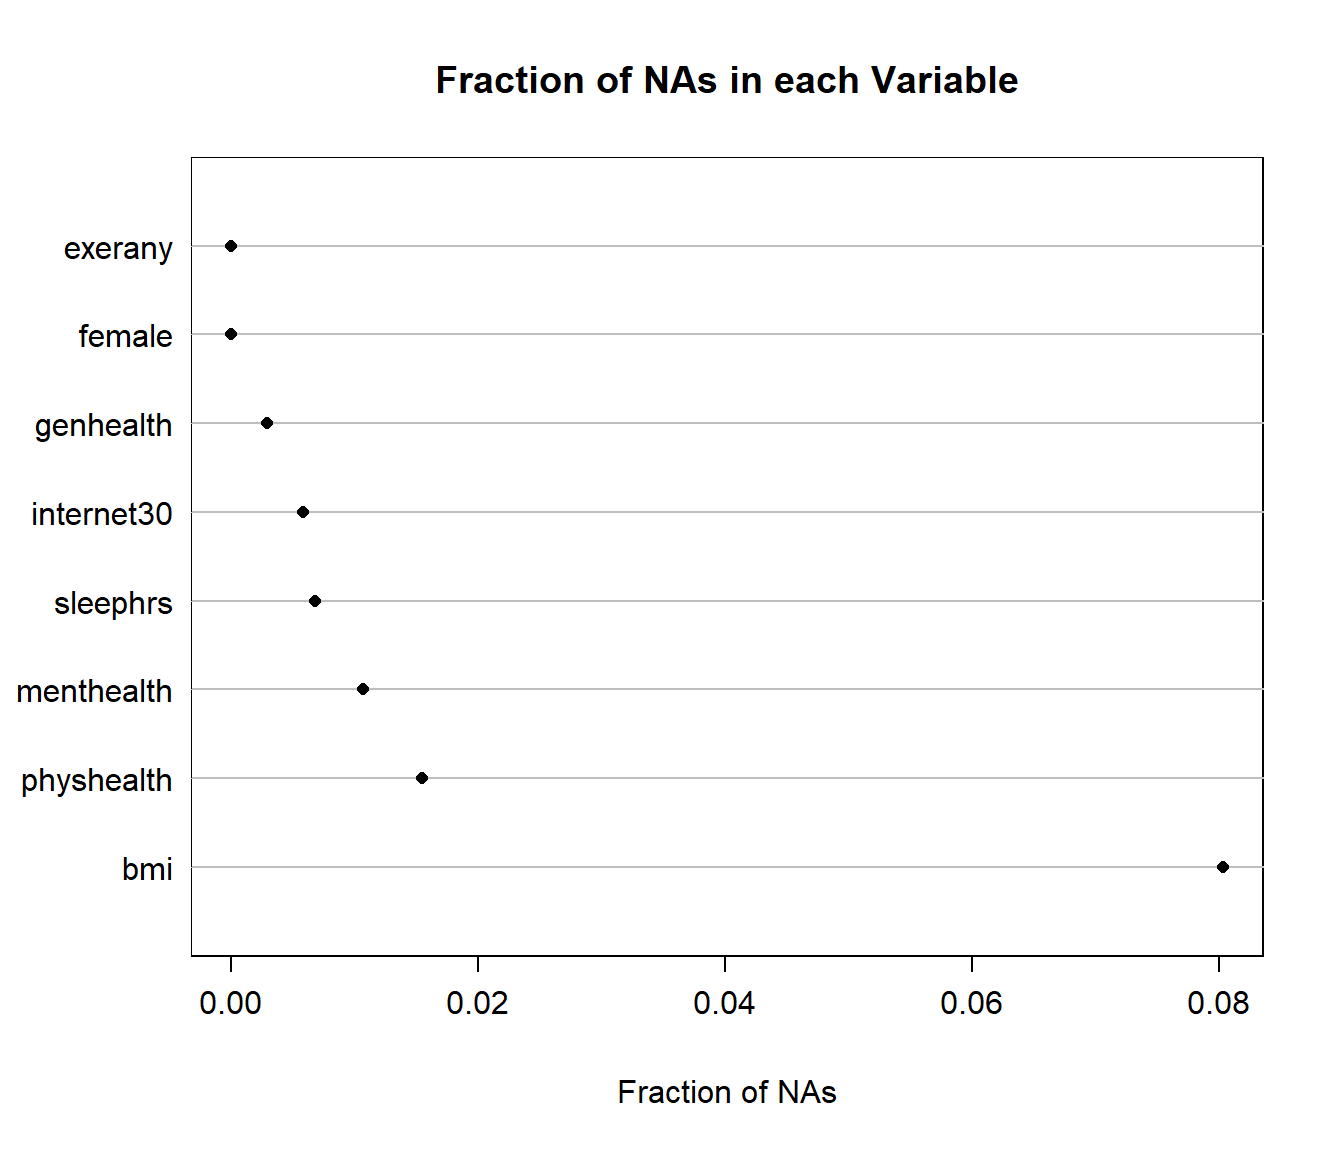 Fraction of NAs in each Variable
exerany
female
genhealth
internet30
sleephrs
menthealth
physhealth
bmi
0.00 0.02 0.04 0.06 0.08
Fraction of NAs